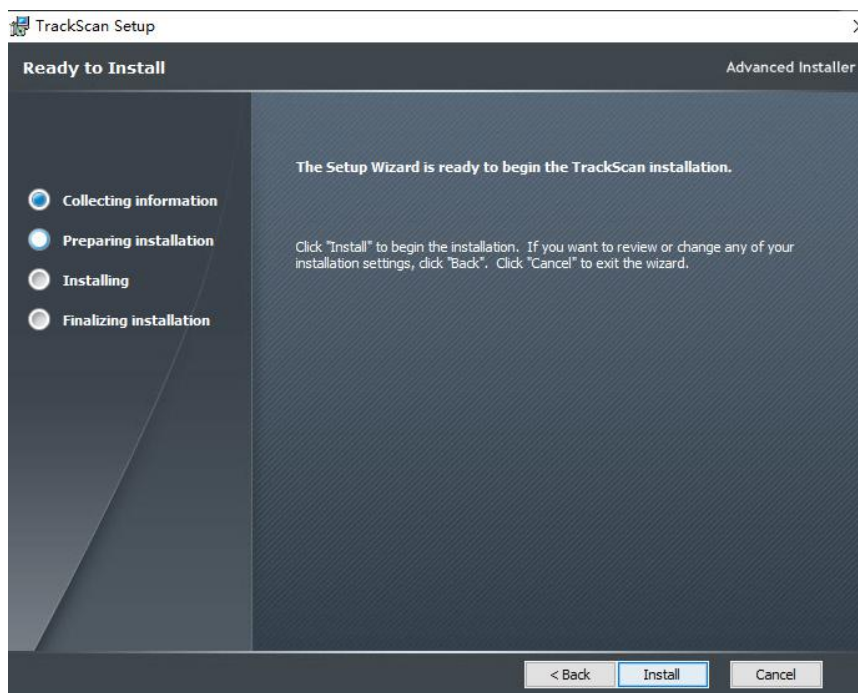 TrackScan Setup
Ready to Install
Advanced Installer
The Setup Wizard is ready to begin the TrackScan installation.
Collecting information
Preparing installation
Installing
Finalizing installation
Click "Install" to begin the installation. If you want to review or change any of your
installation settings, click "Back". Click "Cancel" to exit the wizard.
< Back
Install
Cancel